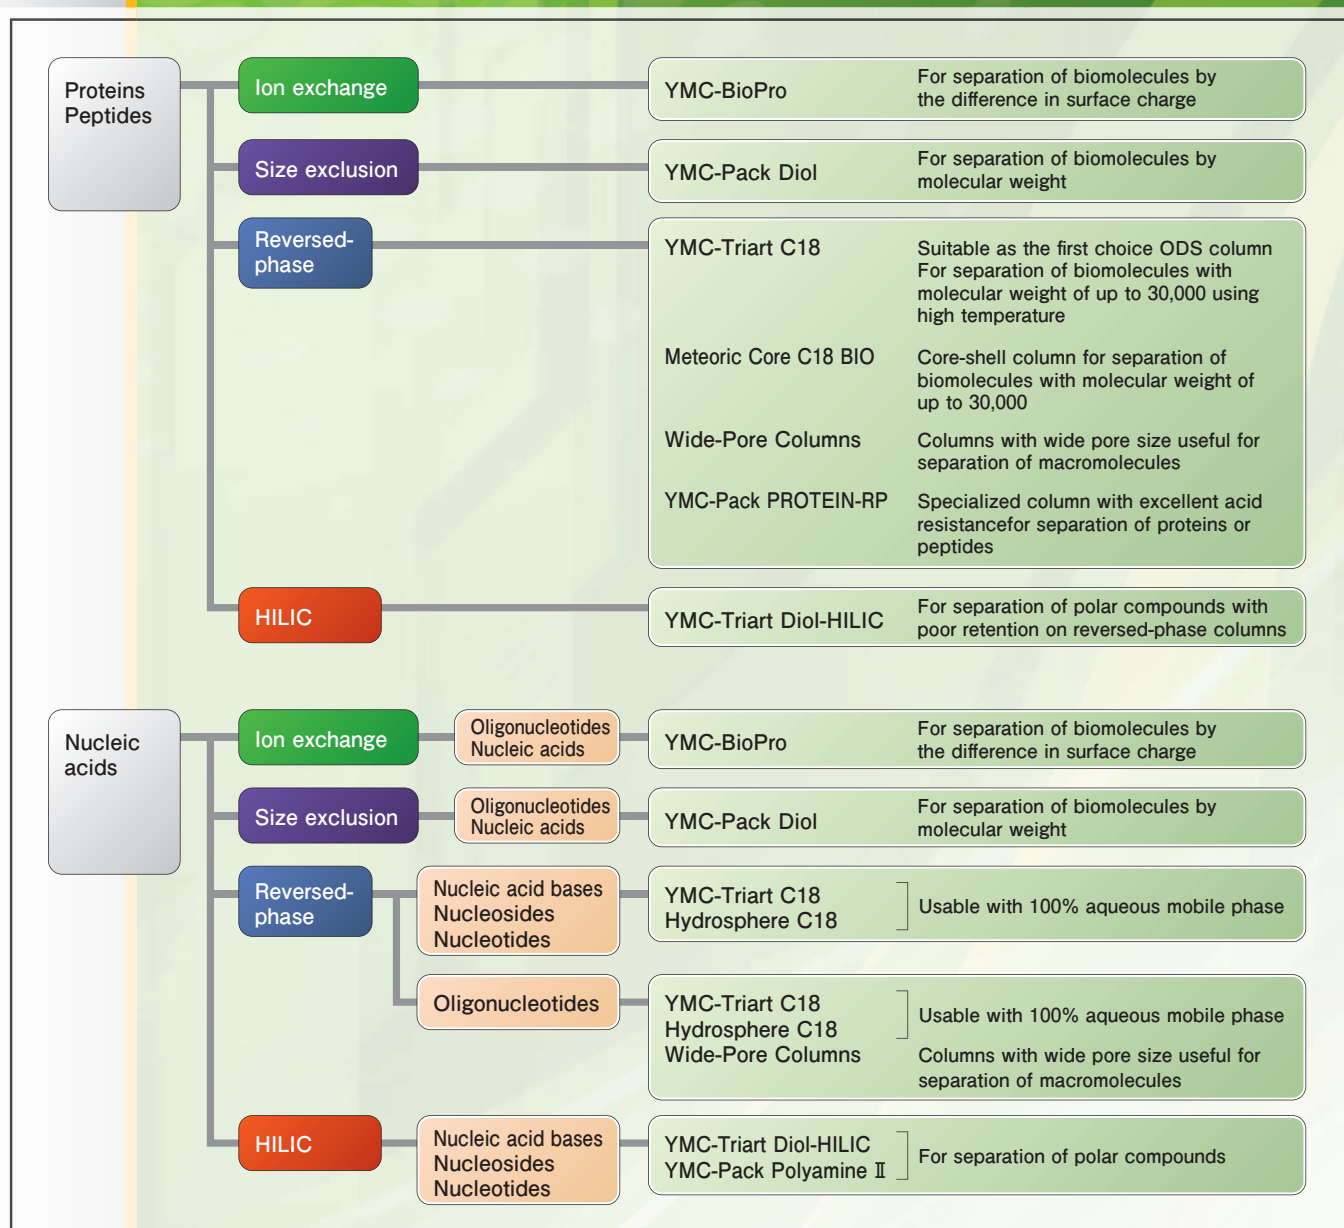 Proteins
Peptides
Ion exchange
YMC-BioPro
For separation of biomolecules by
the difference in surface charge
Size exclusion
YMC-Pack Diol
For separation of biomolecules by
molecular weight
Reversed-
phase
YMC-Triart C18
Suitable as the first choice ODS column
For separation of biomolecules with
molecular weight of up to 30,000 using
high temperature
Meteoric Core C18 BIO
Core-shell column for separation of
biomolecules with molecular weight of
up to 30,000
Wide-Pore Columns
Columns with wide pore size useful for
separation of macromolecules
YMC-Pack PROTEIN-RP
Specialized column with excellent acid
resistancefor separation of proteins or
peptides
HILIC
YMC-Triart Diol-HILIC
For separation of polar compounds with
poor retention on reversed-phase columns
Nucleic
acids
Ion exchange
Oligonucleotides
Nucleic acids
YMC-BioPro
For separation of biomolecules by
the difference in surface charge
Size exclusion
Oligonucleotides
Nucleic acids
YMC-Pack Diol
For separation of biomolecules by
molecular weight
Reversed-
phase
Nucleic acid bases
Nucleosides
Nucleotides
YMC-Triart C18
Hydrosphere C18
Usable with 100% aqueous mobile phase
Oligonucleotides
YMC-Triart C18
Hydrosphere C18
Usable with 100% aqueous mobile phase
Wide-Pore Columns
Columns with wide pore size useful for
separation of macromolecules
HILIC
Nucleic acid bases
Nucleosides
Nucleotides
YMC-Triart Diol-HILIC
YMC-Pack Polyamine Ⅱ
For separation of polar compounds